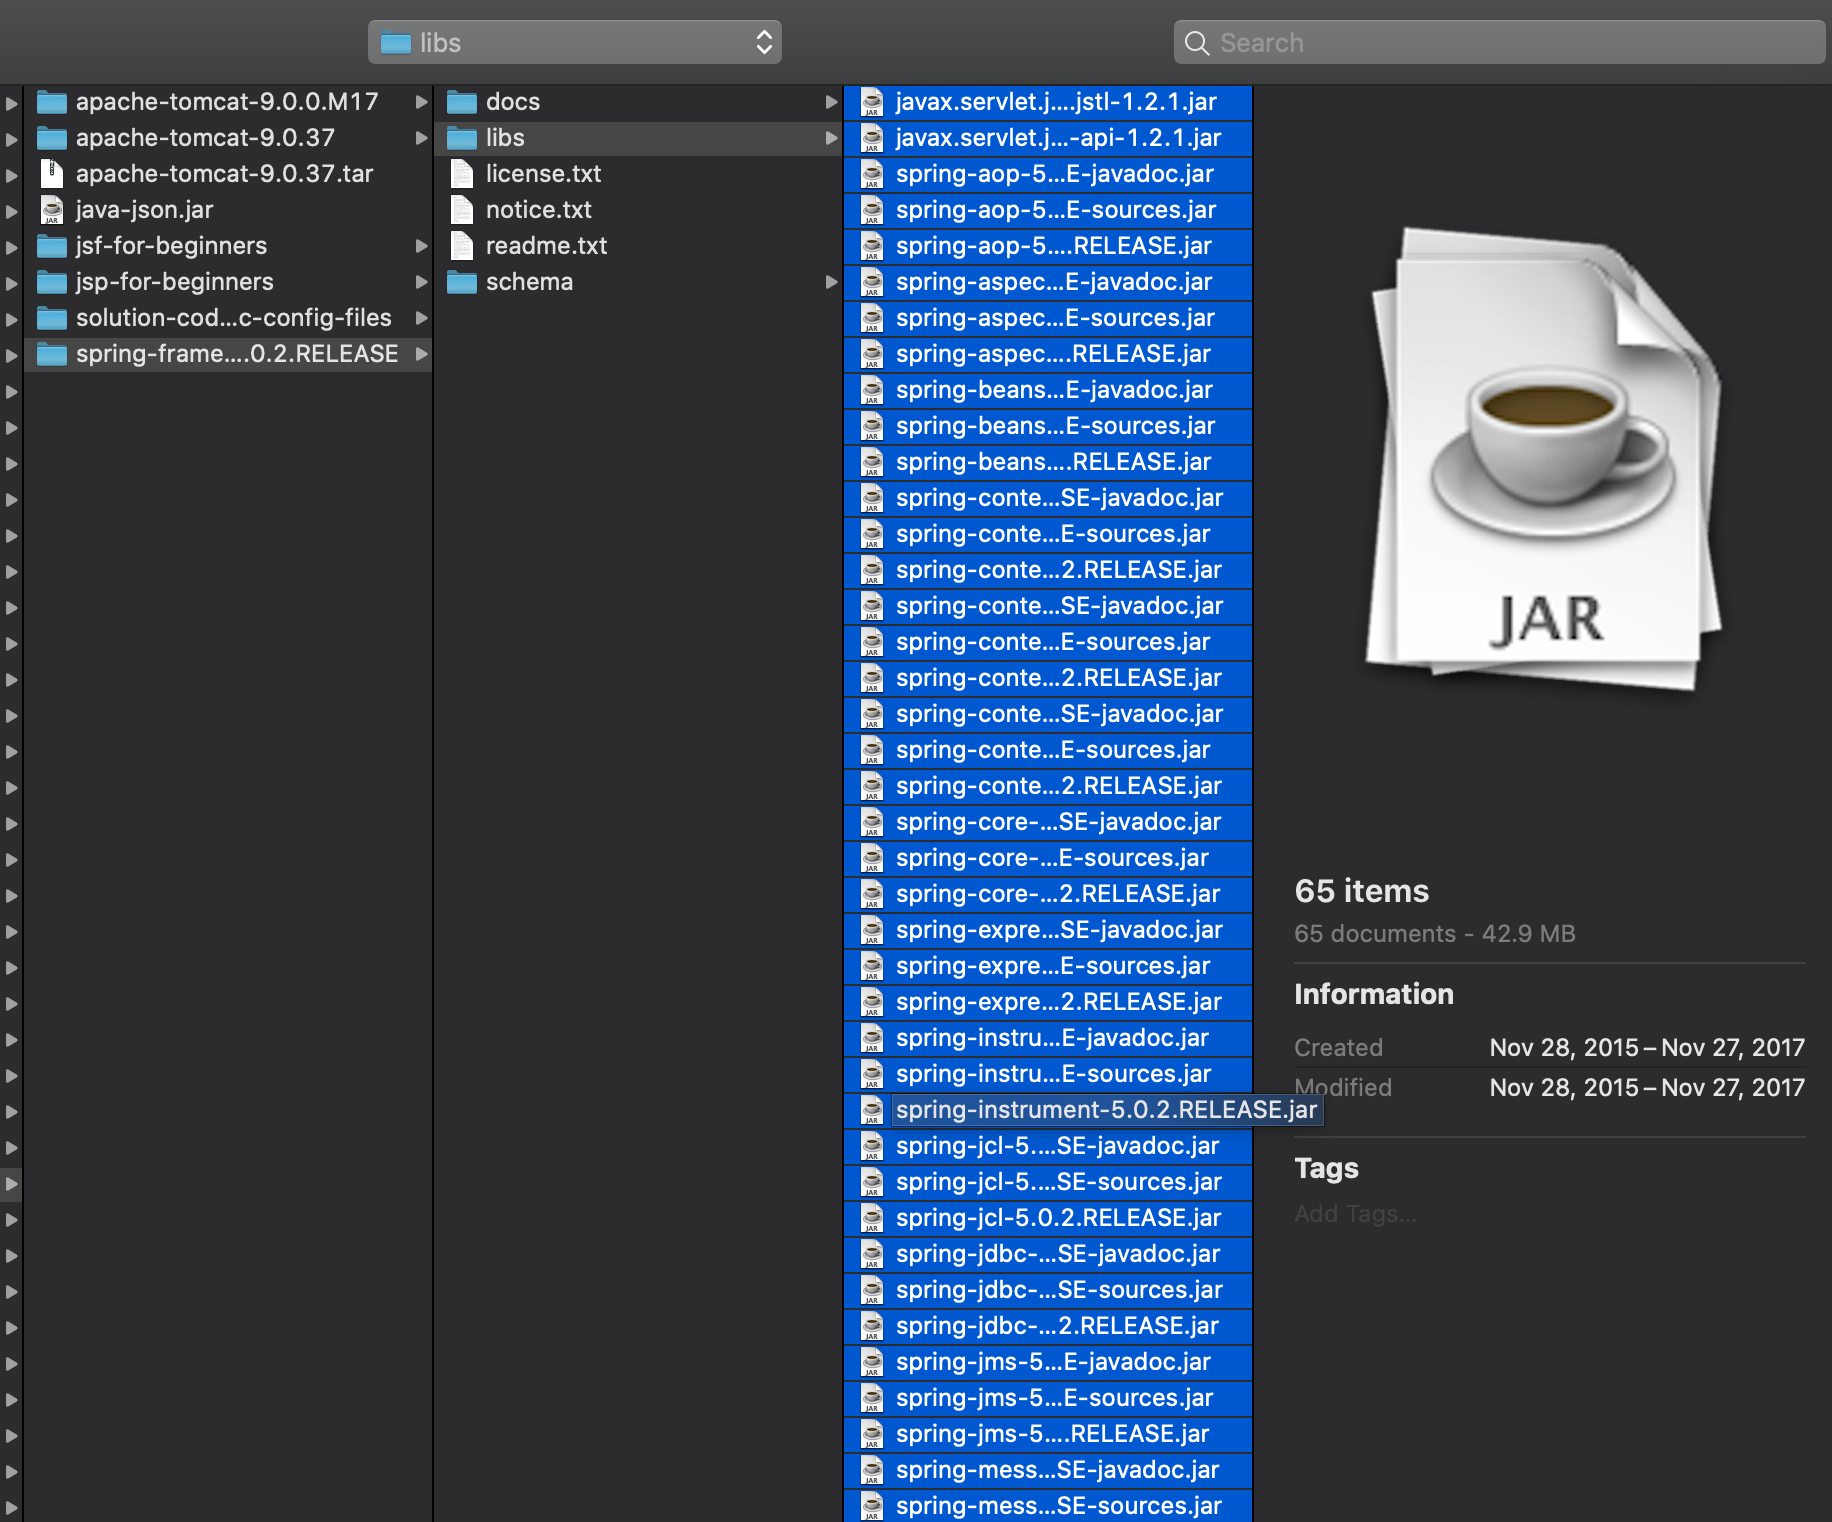 libs
Search
apache-tomcat-9.0.0.M17
apache-tomcat-9.0.37
apache-tomcat-9.0.37.tar
java-json.jar
jsf-for-beginners
jsp-for-beginners
solution-cod...c-config-files
spring-frame....0.2.RELEASE
docs
libs
license.txt
notice.txt
readme.txt
schema
javax.servlet.j....jstl-1.2.1.jar
javax.servlet.j...-api-1.2.1.jar
spring-aop-5...E-javadoc.jar
spring-aop-5...E-sources.jar
spring-aop-5....RELEASE.jar
spring-aspec...E-javadoc.jar
spring-aspec...E-sources.jar
spring-aspec....RELEASE.jar
spring-beans...E-javadoc.jar
spring-beans...E-sources.jar
spring-beans....RELEASE.jar
spring-conte...SE-javadoc.jar
spring-conte...E-sources.jar
spring-conte...2.RELEASE.jar
spring-conte...SE-javadoc.jar
spring-conte...E-sources.jar
spring-conte...2.RELEASE.jar
spring-conte...SE-javadoc.jar
spring-conte...E-sources.jar
spring-conte...2.RELEASE.jar
spring-core-...SE-javadoc.jar
spring-core-...E-sources.jar
spring-core-...2.RELEASE.jar
spring-expre...SE-javadoc.jar
spring-expre...E-sources.jar
spring-expre...2.RELEASE.jar
spring-instru...E-javadoc.jar
spring-instru...E-sources.jar
spring-instrument-5.0.2.RELEASE.jar
spring-jcl-5....SE-javadoc.jar
spring-jcl-5....SE-sources.jar
spring-jcl-5.0.2.RELEASE.jar
spring-jdbc-...SE-javadoc.jar
spring-jdbc-...SE-sources.jar
spring-jdbc-...2.RELEASE.jar
spring-jms-5...E-javadoc.jar
spring-jms-5...E-sources.jar
spring-jms-5....RELEASE.jar
spring-mess...SE-javadoc.jar
spring-mess...SE-sources.jar
JAR
65 items
65 documents - 42.9 MB
Information
Created Nov 28, 2015 – Nov 27, 2017
Modified Nov 28, 2015 – Nov 27, 2017
Tags
Add Tags...